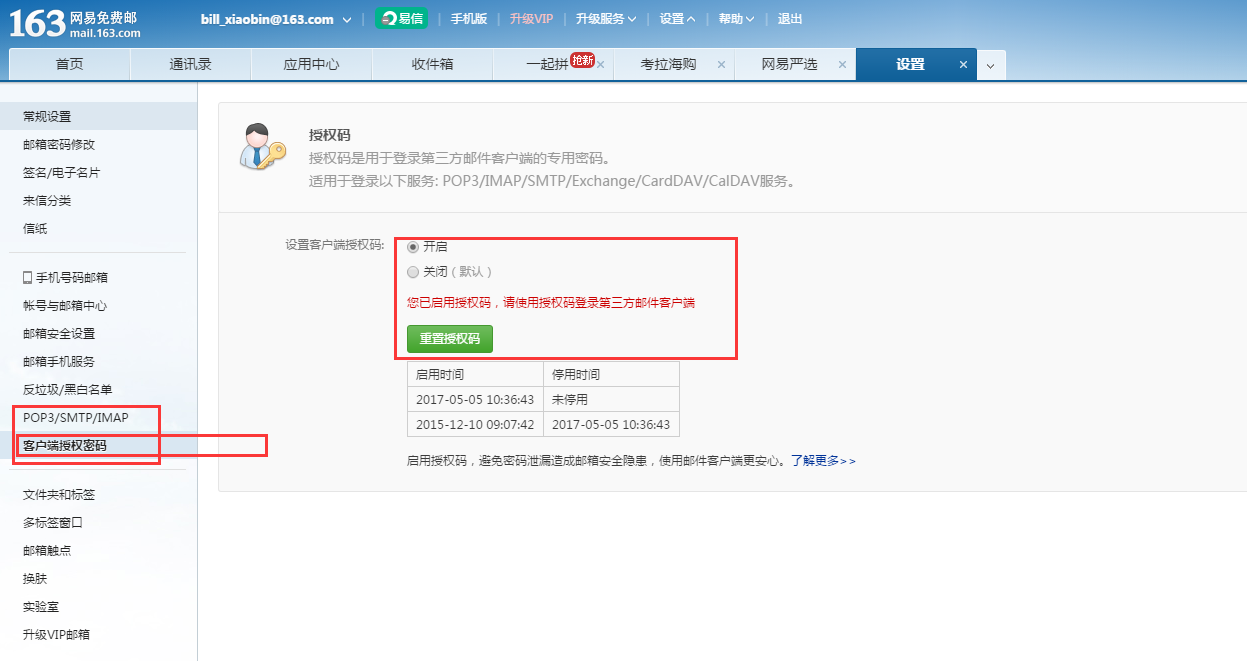 163 网易免费邮
mail.163.com
bill_xiaobin@163.com
易信
手机版
升级VIP
升级服务
设置
帮助
退出
首页
通讯录
应用中心
收件箱
一起拼 抢新 ×
考拉海购 ×
网易严选 ×
设置 ×
常规设置
邮箱密码修改
签名/电子名片
来信分类
信纸
手机号码邮箱
帐号与邮箱中心
邮箱安全设置
邮箱手机服务
反垃圾/黑白名单
POP3/SMTP/IMAP
客户端授权密码
文件夹和标签
多标签窗口
邮箱触点
换肤
实验室
升级VIP邮箱
授权码
授权码是用于登录第三方邮件客户端的专用密码。
适用于登录以下服务: POP3/IMAP/SMTP/Exchange/CardDAV/CalDAV服务。
设置客户端授权码:
开启
关闭（默认）
您已启用授权码，请使用授权码登录第三方邮件客户端
重置授权码
启用时间 停用时间
2017-05-05 10:36:43 未停用
2015-12-10 09:07:42 2017-05-05 10:36:43
启用授权码，避免密码泄漏造成邮箱安全隐患，使用邮件客户端更安心。了解更多>>